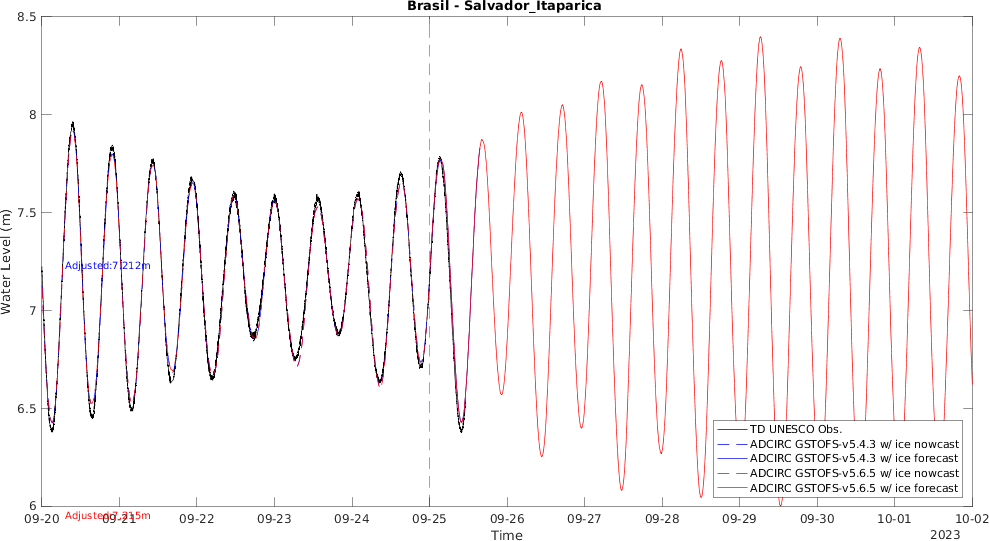 Brasil - Salvador_Itaparica
8.5
8
7.5
7
6.5
6
Water Level (m)
Adjusted:7.212m
Adjusted:7.215m
TD UNESCO Obs.
ADCIRC GSTOFS-v5.4.3 w/ ice nowcast
ADCIRC GSTOFS-v5.4.3 w/ ice forecast
ADCIRC GSTOFS-v5.6.5 w/ ice nowcast
ADCIRC GSTOFS-v5.6.5 w/ ice forecast
09-20 09-21 09-22 09-23 09-24 09-25 09-26 09-27 09-28 09-29 09-30 10-01 10-02
Time
2023